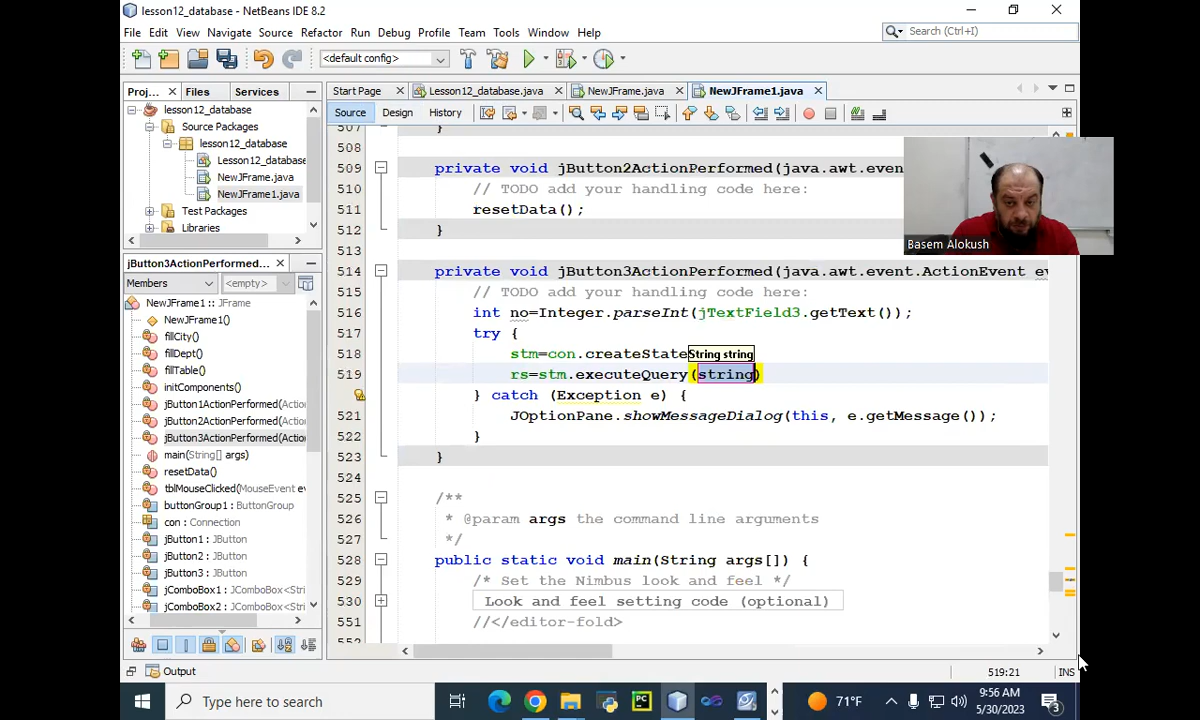 lesson12_database - NetBeans IDE 8.2
File Edit View Navigate Source Refactor Run Debug Profile Team Tools Window Help
Search (Ctrl+I)
<default config>
Proj... Files Services
Start Page Lesson12_database.java NewJFrame.java NewJFrame1.java
lesson12_database
Source Design History
Source Packages
lesson12_database
Lesson12_database
NewJFrame.java
NewJFrame1.java
Test Packages
Libraries
507 }
508
509 private void jButton2ActionPerformed(java.awt.even
510 // TODO add your handling code here:
511 resetData();
512 }
513
514 private void jButton3ActionPerformed(java.awt.event.ActionEvent ev
515 // TODO add your handling code here:
516 int no=Integer.parseInt(jTextField3.getText());
517 try {
518 stm=con.createState
String string
519 rs=stm.executeQuery(string)
} catch (Exception e) {
521 JOptionPane.showMessageDialog(this, e.getMessage());
522 }
523 }
524
525 /**
526 * @param args the command line arguments
527 */
528 public static void main(String args[]) {
529 /* Set the Nimbus look and feel */
530 Look and feel setting code (optional)
551 //</editor-fold>
552
Basem Alokush
jButton3ActionPerformed...
Members <empty>
NewJFrame1 :: JFrame
NewJFrame1()
fillCity()
fillDept()
fillTable()
initComponents()
jButton1ActionPerformed(Actio
jButton2ActionPerformed(Actio
jButton3ActionPerformed(Actio
main(String[] args)
resetData()
tblMouseClicked(MouseEvent e
buttonGroup1 : ButtonGroup
con : Connection
jButton1 : JButton
jButton2 : JButton
jButton3 : JButton
jComboBox1 : JComboBox<Stri
jComboBox2 : JComboBox<Stri
Output
519:21 INS
Type here to search
PC
71°F
9:56 AM
5/30/2023
3